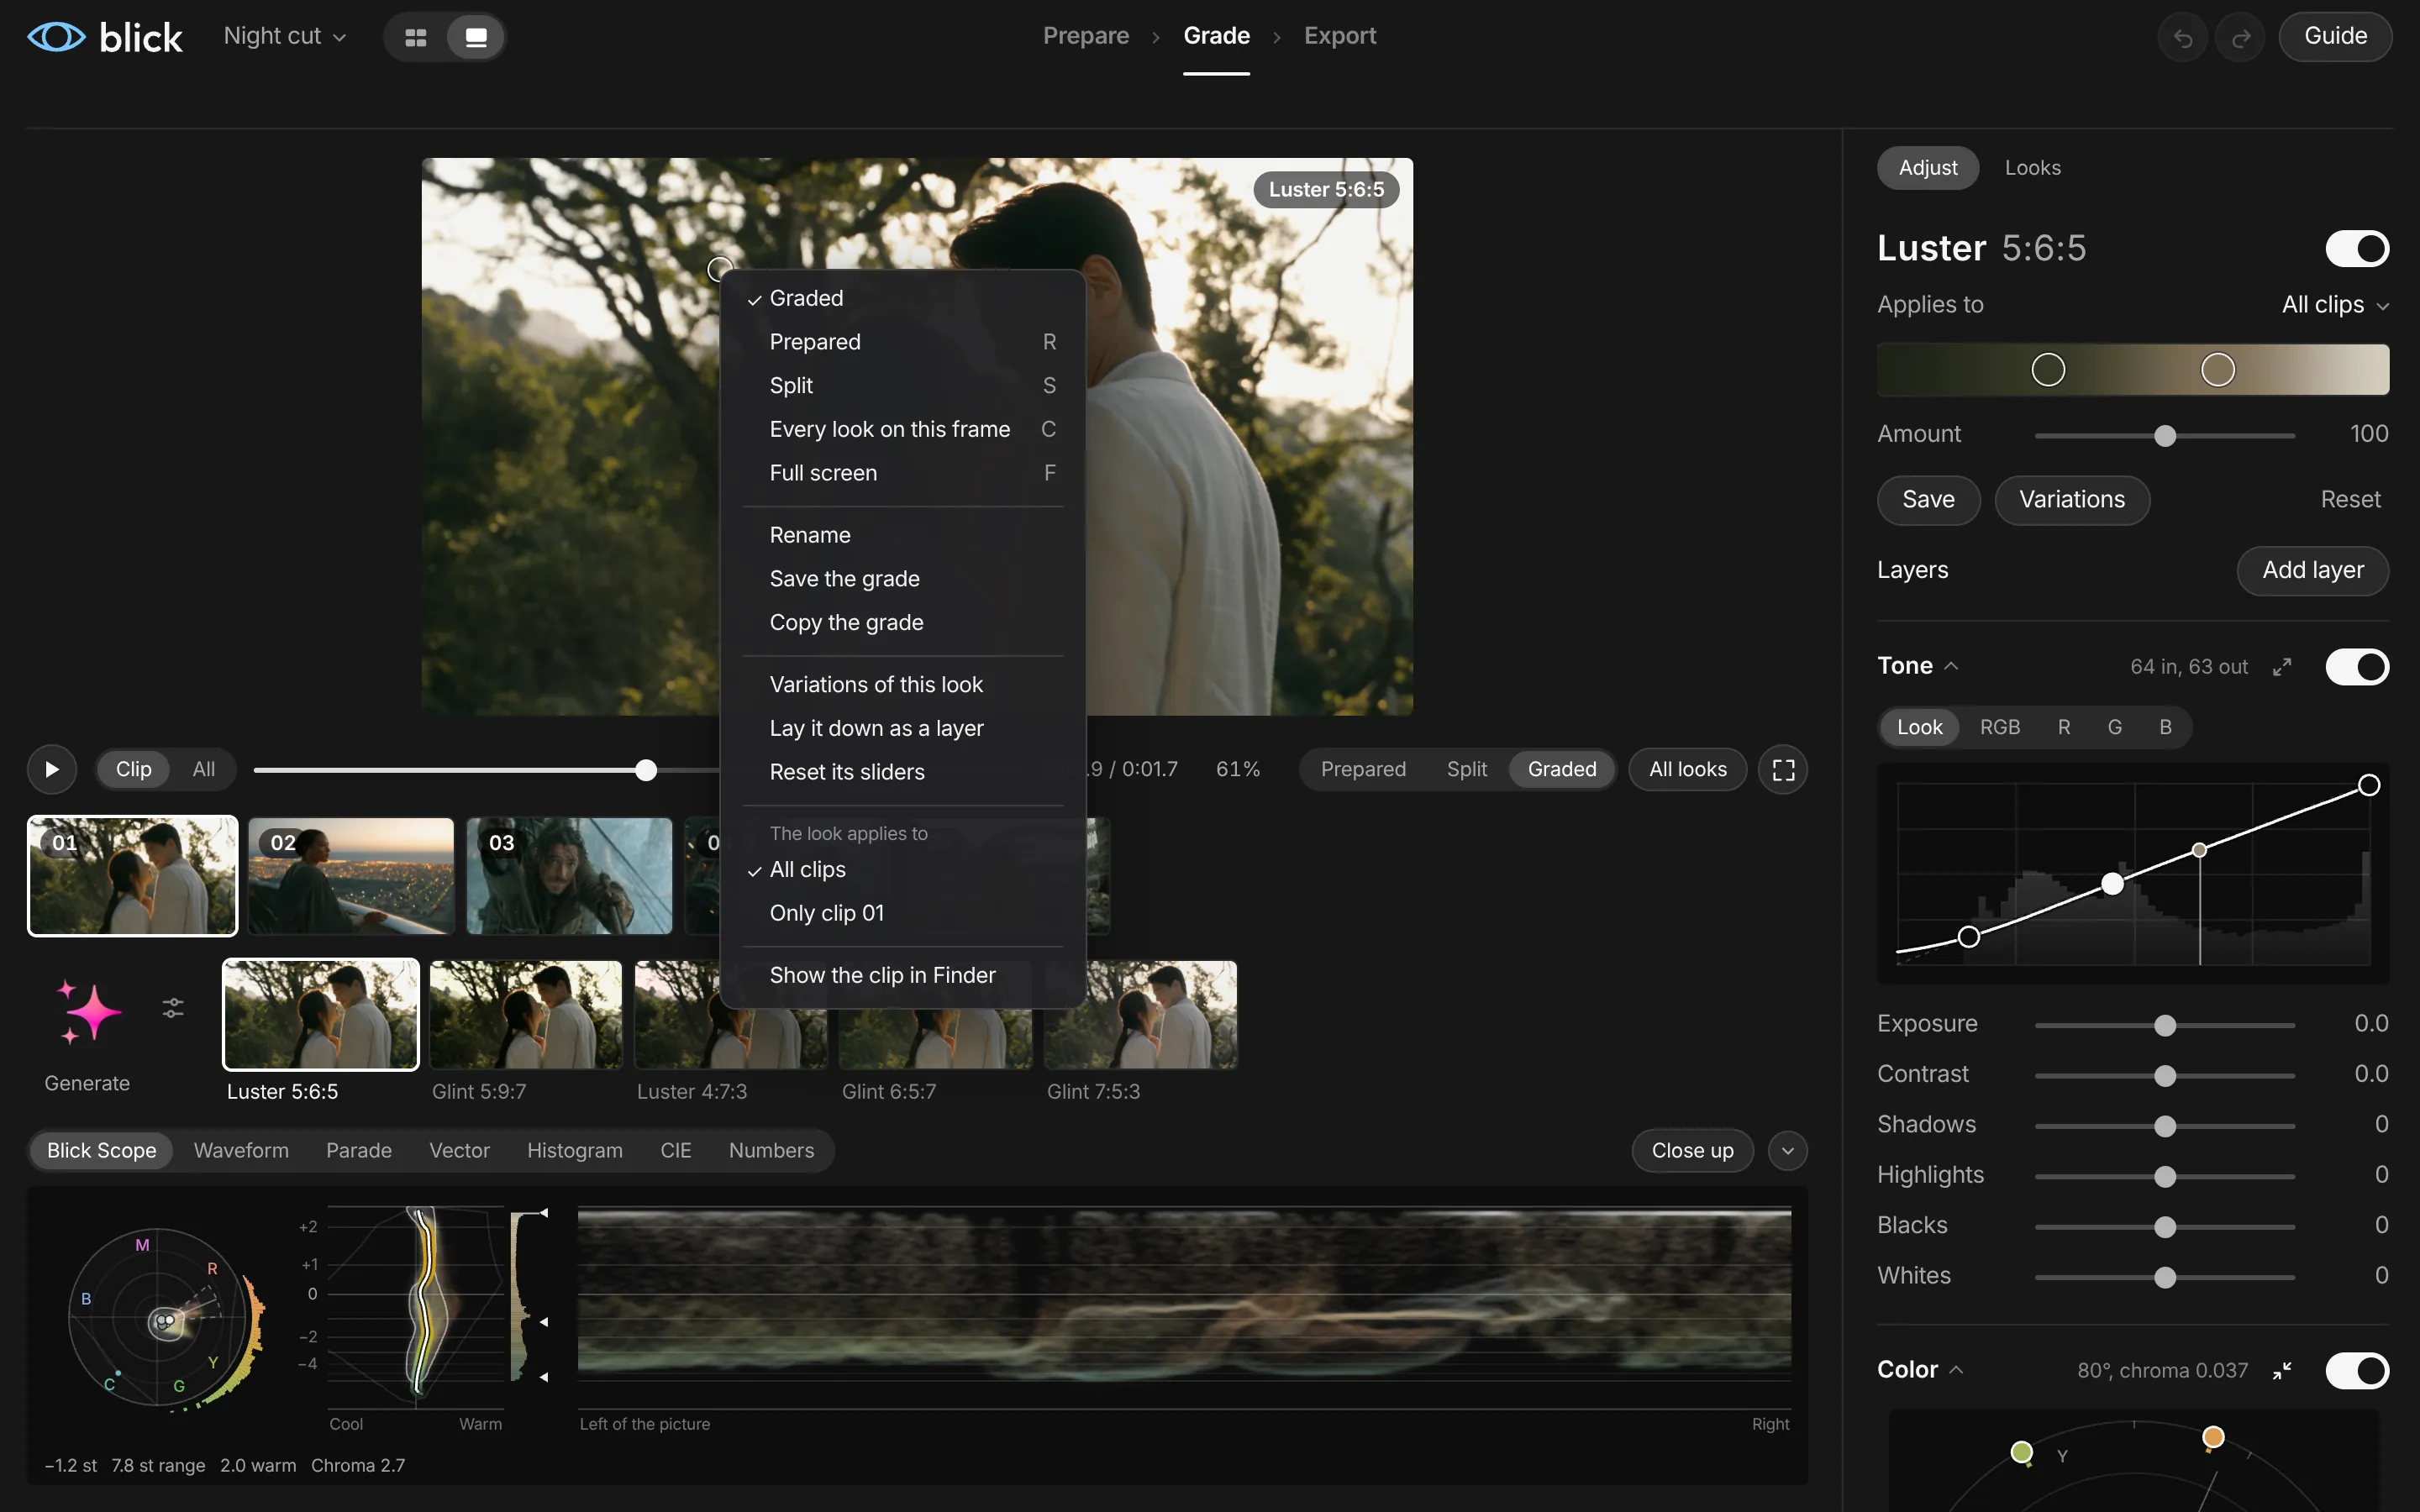 blick
Night cut
Prepare
Grade
Export
Guide
Luster 5:6:5
Graded
Prepared R
Split S
Every look on this frame C
Full screen F
Rename
Save the grade
Copy the grade
Variations of this look
Lay it down as a layer
Reset its sliders
The look applies to
All clips
Only clip 01
Show the clip in Finder
Clip All
.9 / 0:01.7 61%
Prepared Split Graded
All looks
01
02
03
0
Generate
Luster 5:6:5
Glint 5:9:7
Luster 4:7:3
Glint 6:5:7
Glint 7:5:3
Blick Scope Waveform Parade Vector Histogram CIE Numbers
Close up
M
R
B
Y
C
G
+2
+1
0
−2
−4
Cool Warm
Left of the picture Right
−1.2 st 7.8 st range 2.0 warm Chroma 2.7
Adjust Looks
Luster 5:6:5
Applies to All clips
Amount 100
Save Variations Reset
Layers Add layer
Tone 64 in, 63 out
Look RGB R G B
Exposure 0.0
Contrast 0.0
Shadows 0
Highlights 0
Blacks 0
Whites 0
Color 80°, chroma 0.037
Y